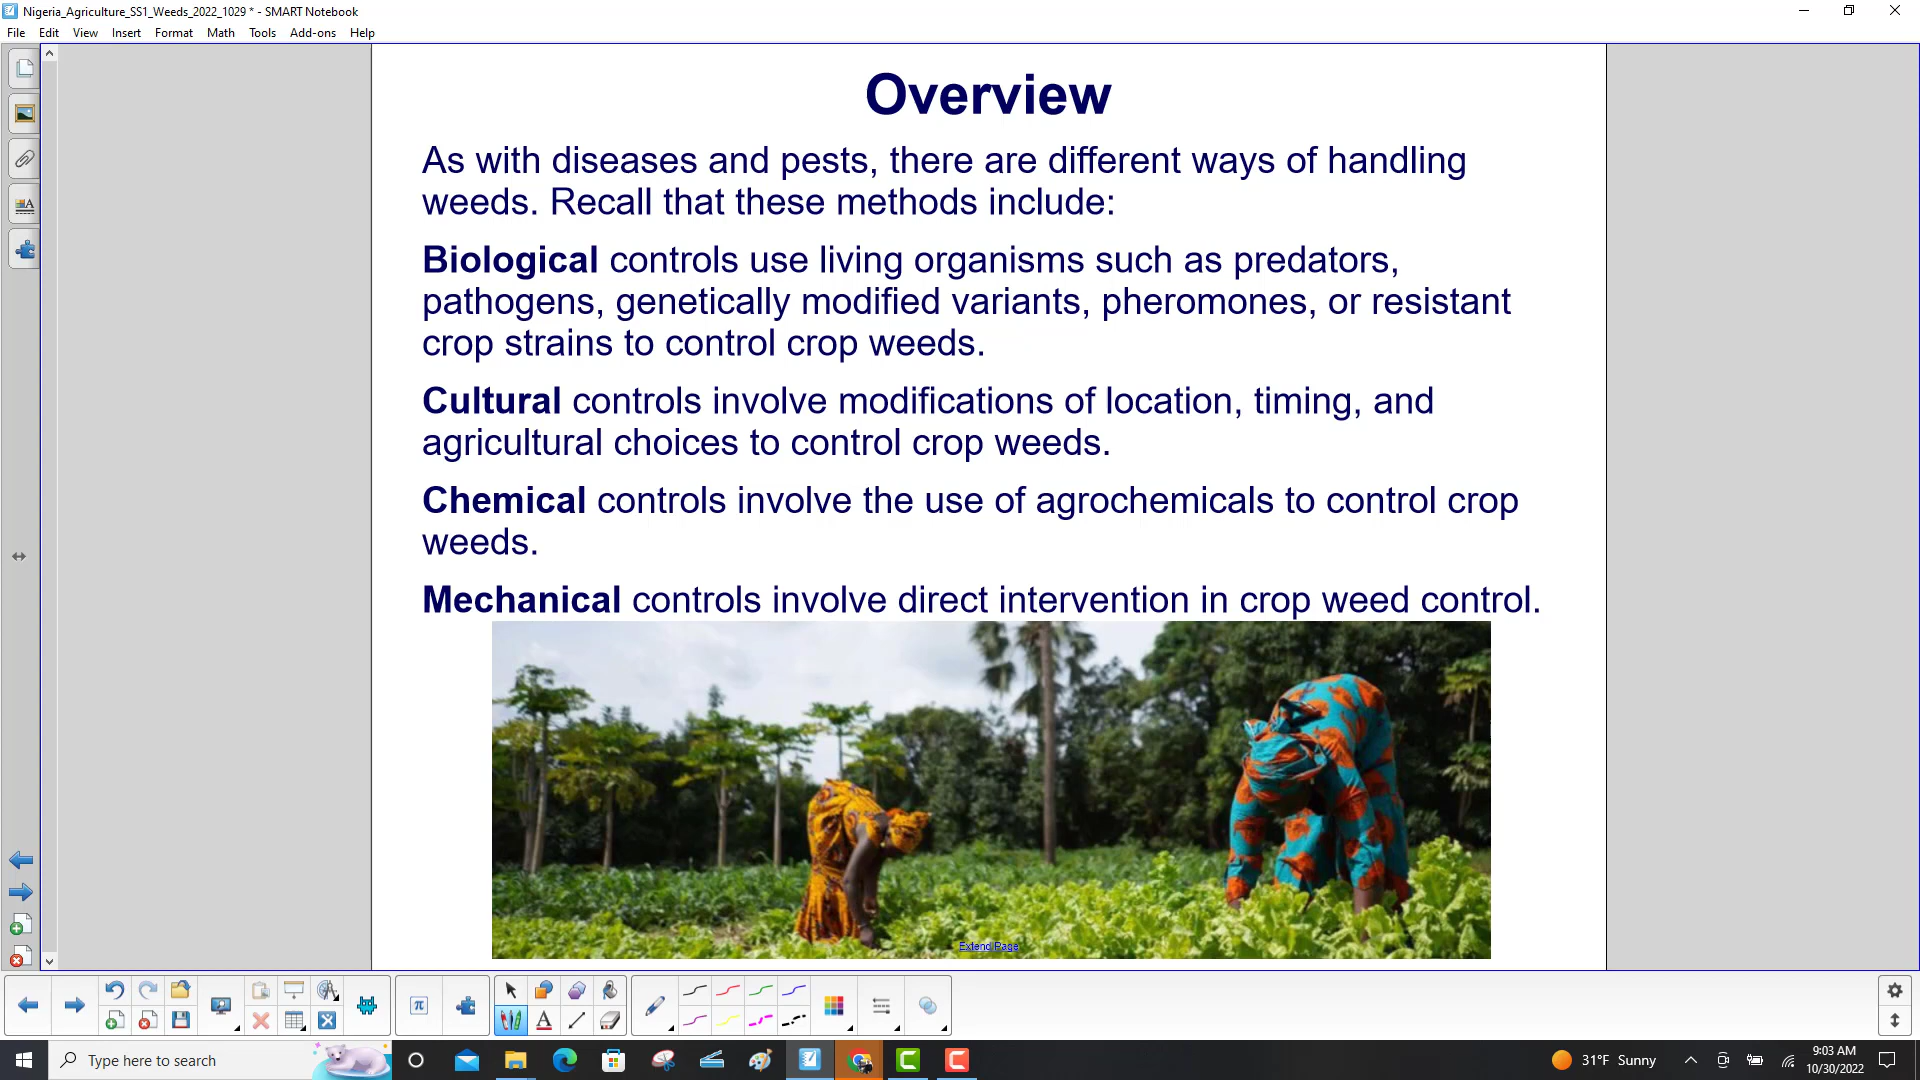 Nigeria_Agriculture_SS1_Weeds_2022_1029 * - SMART Notebook
File Edit View Insert Format Math Tools Add-ons Help
Overview
As with diseases and pests, there are different ways of handling
weeds. Recall that these methods include:
Biological controls use living organisms such as predators,
pathogens, genetically modified variants, pheromones, or resistant
crop strains to control crop weeds.
Cultural controls involve modifications of location, timing, and
agricultural choices to control crop weeds.
Chemical controls involve the use of agrochemicals to control crop
weeds.
Mechanical controls involve direct intervention in crop weed control.
Extend Page
Type here to search
31°F Sunny
9:03 AM
10/30/2022